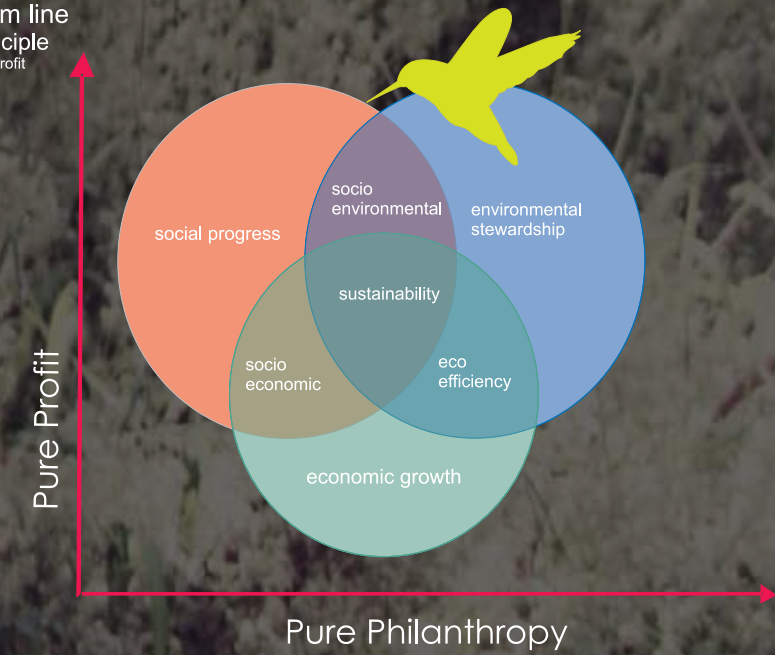 m line
ciple
rofit
socio
environmental
environmental
stewardship
social progress
sustainability
socio
economic
eco
efficiency
economic growth
Pure Profit
Pure Philanthropy